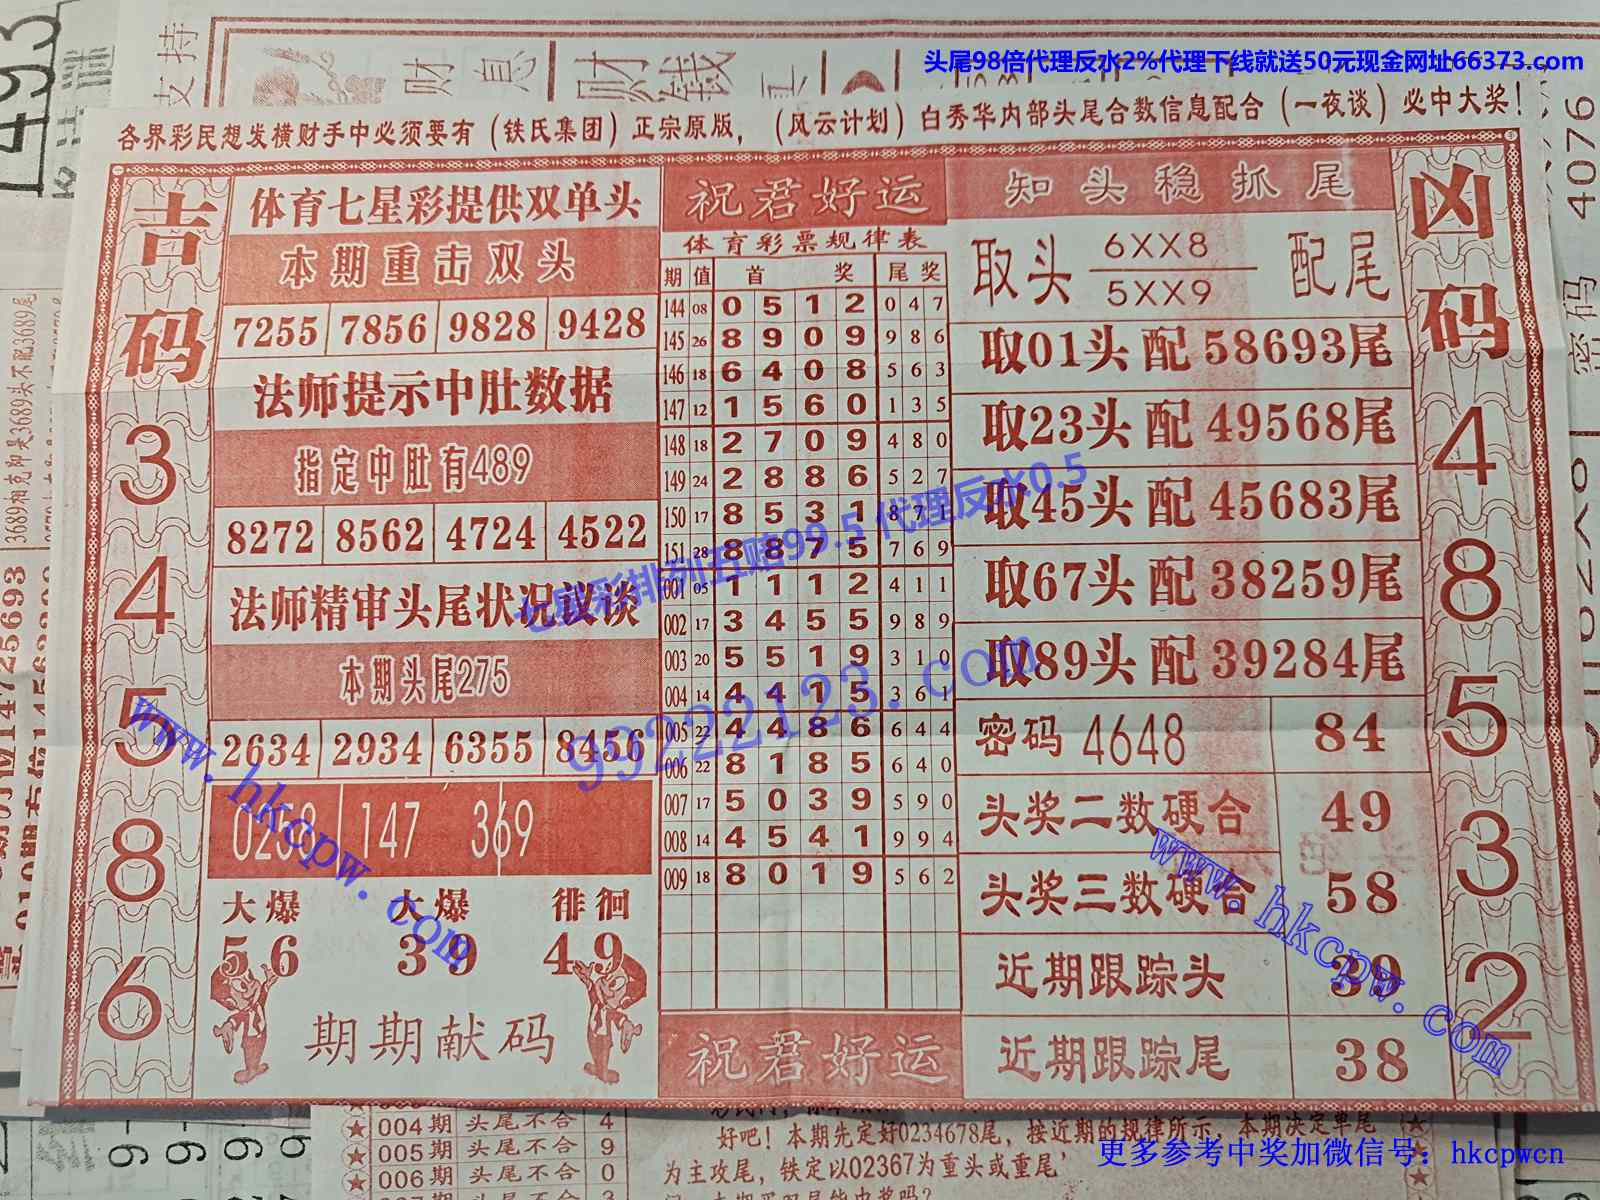 头尾98倍代理反水2%代理下线就送50元现金网址66373.com
各界彩民想发横财手中必须要有（铁氏集团）正宗原版，（风云计划）白秀华内部头尾合数信息配合（一夜谈）必中大奖！
吉码
3
4
5
8
6
体育七星彩提供双单头
本期重击双头
7255 7856 9828 9428
法师提示中肚数据
指定中肚有489
8272 8562 4724 4522
法师精审头尾状况议谈
本期头尾275
2634 2934 6355 8456
0258 147 369
大爆 大爆 徘徊
56 39 49
期期献码
祝君好运
体育彩票规律表
期 值 首 奖 尾奖
144 08 0 5 1 2 0 4 7
145 26 8 9 0 9 9 8 6
146 18 6 4 0 8 5 6 3
147 12 1 5 6 0 1 3 5
148 18 2 7 0 9 4 8 0
149 24 2 8 8 6 5 2 7
150 17 8 5 3 1 8 7 1
151 28 8 8 7 5 7 6 9
001 05 1 1 1 2 4 1 1
002 17 3 4 5 5 9 8 9
003 20 5 5 1 9 3 1 0
004 14 4 4 1 5 3 6 1
005 22 4 4 8 6 6 4 4
006 22 8 1 8 5 6 4 0
007 17 5 0 3 9 5 9 0
008 14 4 5 4 1 9 9 4
009 18 8 0 1 9 5 6 2
祝君好运
知头稳抓尾
取头 6XX8 配尾
5XX9
取01头 配 58693尾
取23头 配 49568尾
取45头 配 45683尾
取67头 配 38259尾
取89头 配 39284尾
密码 4648 84
头奖二数硬合 49
头奖三数硬合 58
近期跟踪头 39
近期跟踪尾 38
凶码
4
8
5
3
2
七星彩排列五赔99.5 代理反水0.5
99222123.com
www.hkcpw.com
www.hkcpw.com
004期 头尾不合 4
005期 头尾不合 9
006期 头尾不合 0
好吧！本期先定好0234678尾，按近期的规律所示，本期决定单尾
为主攻尾，铁定以02367为重头或重尾
更多参考中奖加微信号：hkcpwcn